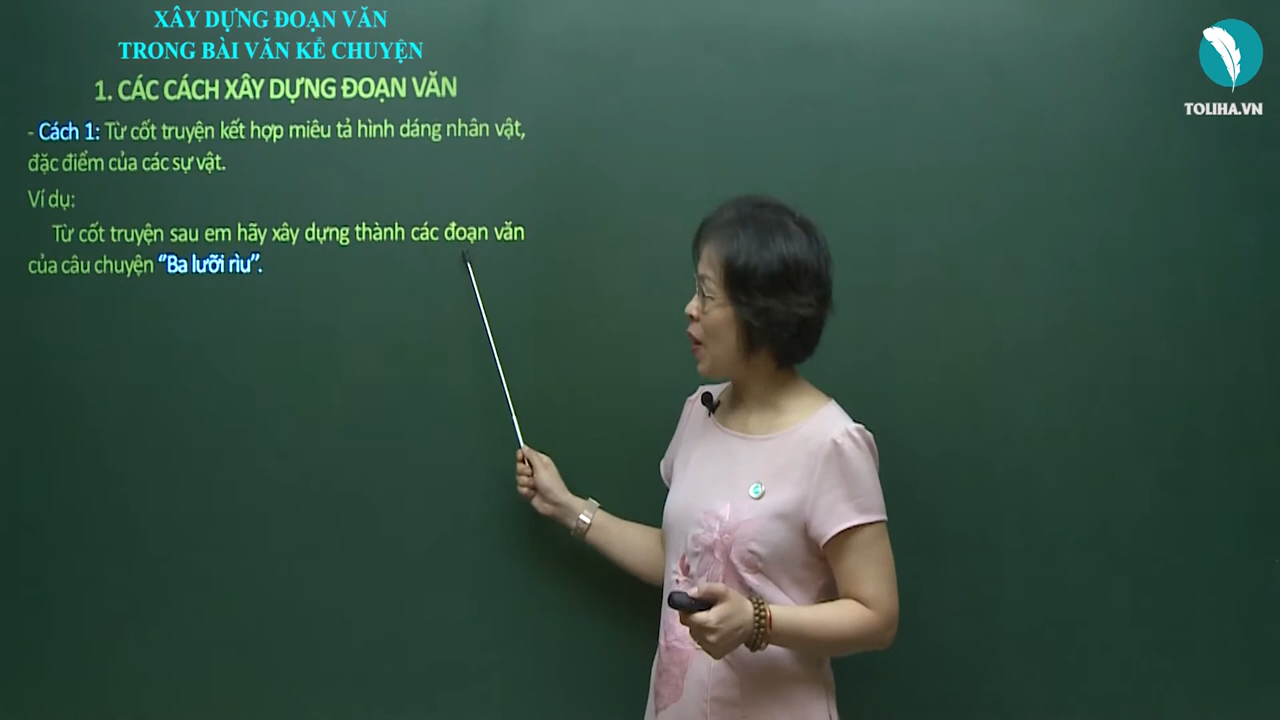 XÂY DỰNG ĐOẠN VĂN
TRONG BÀI VĂN KỂ CHUYỆN
1. CÁC CÁCH XÂY DỰNG ĐOẠN VĂN
- Cách 1: Từ cốt truyện kết hợp miêu tả hình dáng nhân vật,
đặc điểm của các sự vật.
Ví dụ:
Từ cốt truyện sau em hãy xây dựng thành các đoạn văn
của câu chuyện “Ba lưỡi rìu”.
TOLIHA.VN